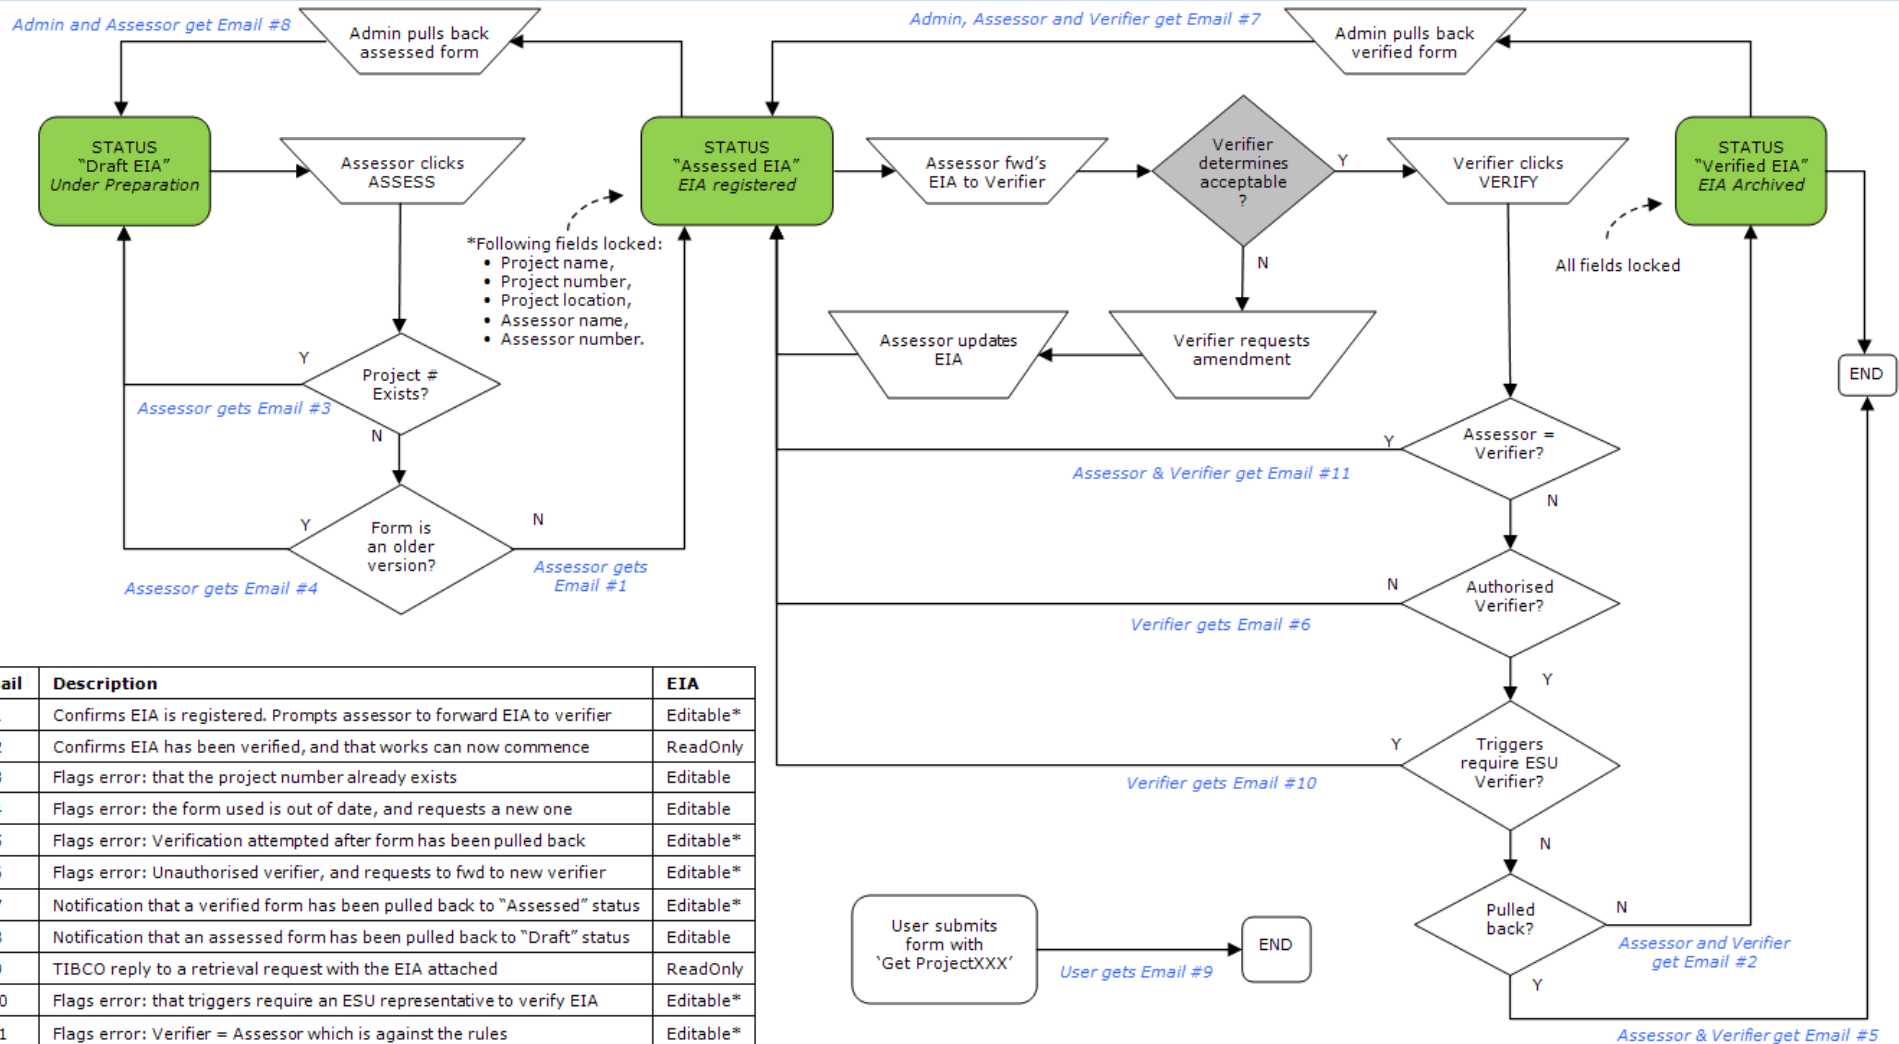 Admin and Assessor get Email #8
Admin pulls back
assessed form
Admin, Assessor and Verifier get Email #7
Admin pulls back
verified form
STATUS
“Draft EIA”
Under Preparation
Assessor clicks
ASSESS
STATUS
“Assessed EIA”
EIA registered
Assessor fwd’s
EIA to Verifier
Verifier
determines
acceptable
?
Y
Verifier clicks
VERIFY
STATUS
“Verified EIA”
EIA Archived
*Following fields locked:
• Project name,
• Project number,
• Project location,
• Assessor name,
• Assessor number.
N
All fields locked
Assessor updates
EIA
Verifier requests
amendment
Y
Project #
Exists?
Assessor gets Email #3
N
END
Y
Assessor =
Verifier?
Assessor & Verifier get Email #11
N
Y
Form is
an older
version?
N
Assessor gets Email #4
Assessor gets
Email #1
N
Authorised
Verifier?
Verifier gets Email #6
Y
Y
Triggers
require ESU
Verifier?
Verifier gets Email #10
N
Pulled
back?
N
Assessor and Verifier
get Email #2
Y
Assessor & Verifier get Email #5
User submits
form with
‘Get ProjectXXX’
User gets Email #9
END
ail Description EIA
Confirms EIA is registered. Prompts assessor to forward EIA to verifier Editable*
Confirms EIA has been verified, and that works can now commence ReadOnly
Flags error: that the project number already exists Editable
Flags error: the form used is out of date, and requests a new one Editable
Flags error: Verification attempted after form has been pulled back Editable*
Flags error: Unauthorised verifier, and requests to fwd to new verifier Editable*
Notification that a verified form has been pulled back to “Assessed” status Editable*
Notification that an assessed form has been pulled back to “Draft” status Editable
TIBCO reply to a retrieval request with the EIA attached ReadOnly
0 Flags error: that triggers require an ESU representative to verify EIA Editable*
1 Flags error: Verifier = Assessor which is against the rules Editable*